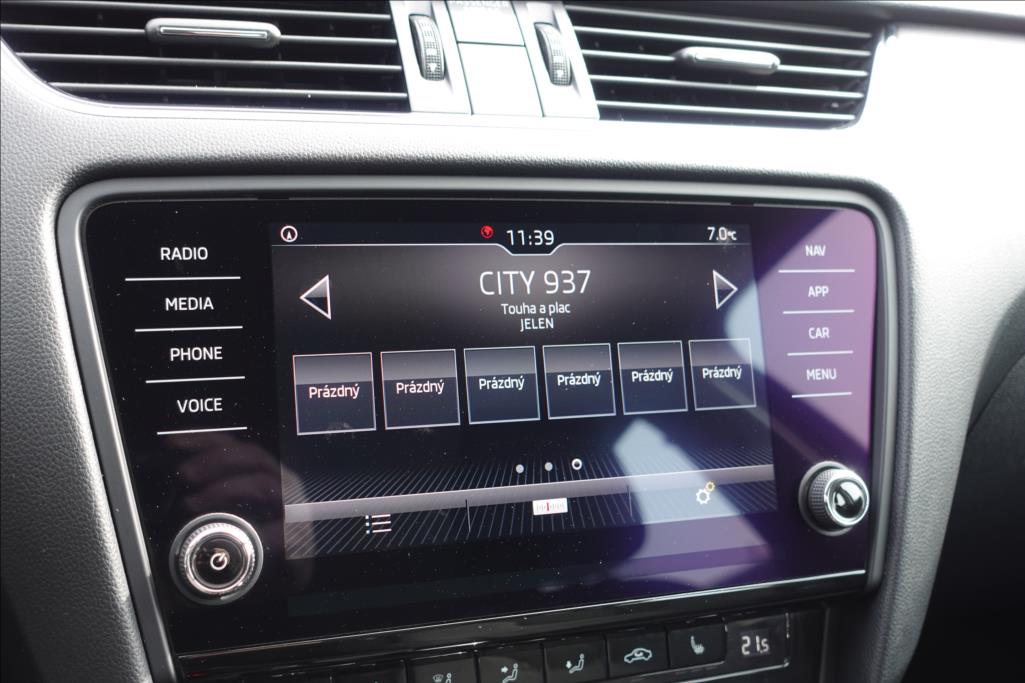 11:39
7.0°C
RADIO
MEDIA
PHONE
VOICE
CITY 937
Touha a plac
JELEN
Prázdný Prázdný Prázdný Prázdný Prázdný Prázdný
NAV
APP
CAR
MENU
21.5